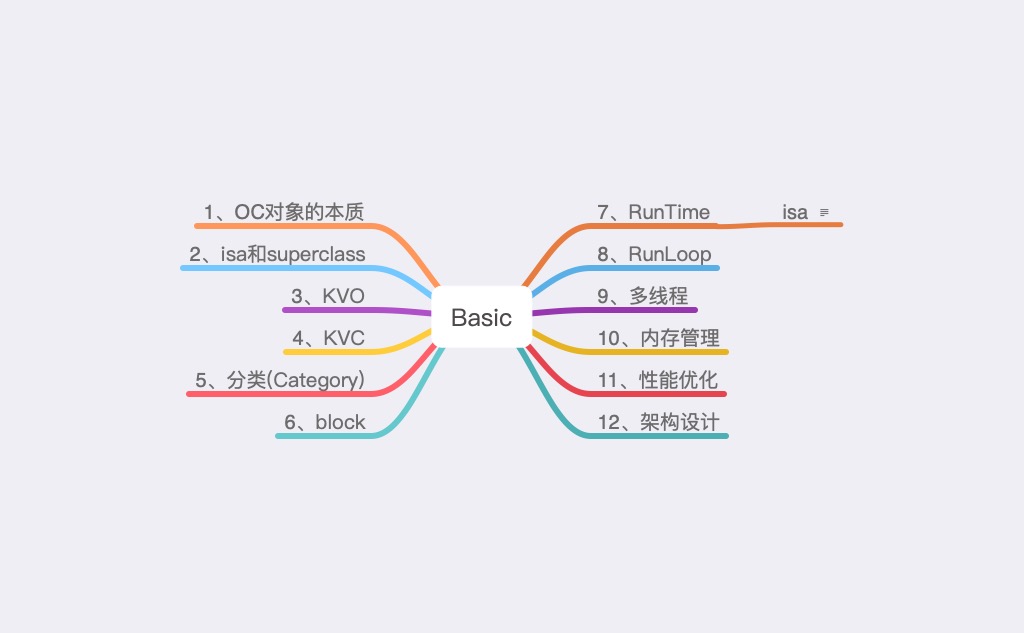 1、OC对象的本质
2、isa和superclass
3、KVO
4、KVC
5、分类(Category)
6、block
Basic
7、RunTime
isa
8、RunLoop
9、多线程
10、内存管理
11、性能优化
12、架构设计